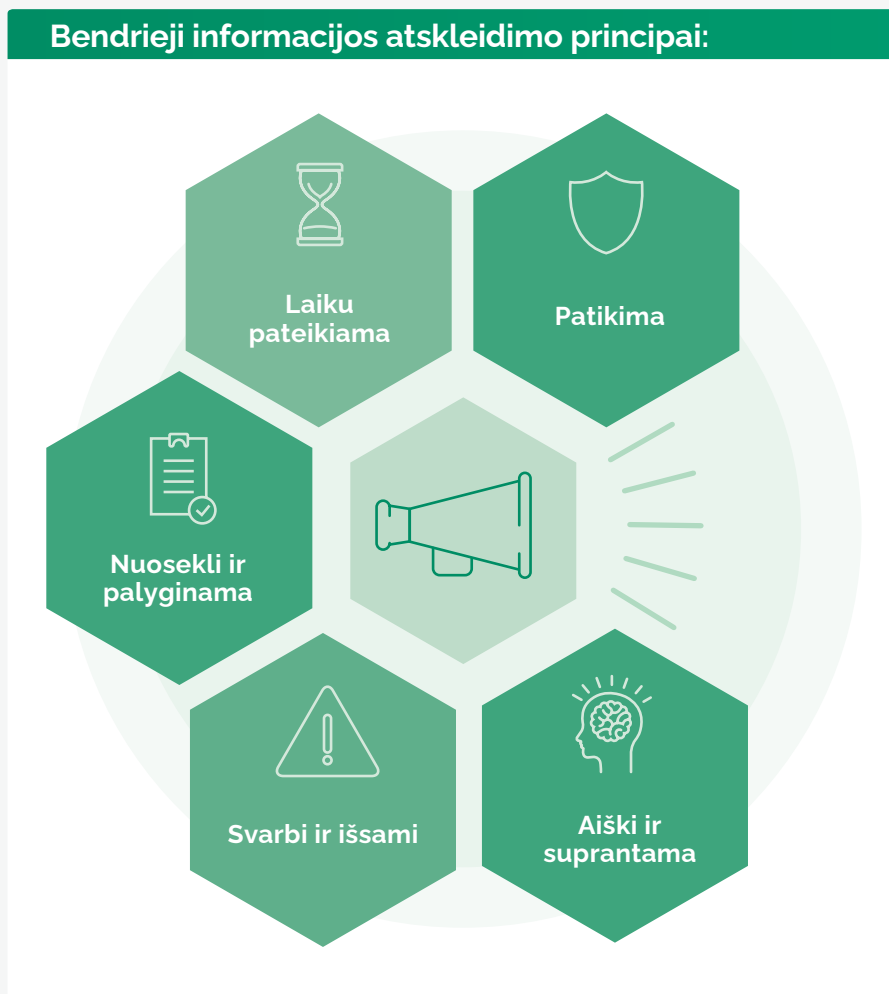 Bendrieji informacijos atskleidimo principai:
Laiku
pateikiama
Patikima
Nuosekli ir
palyginama
Svarbi ir išsami
Aiški ir
suprantama